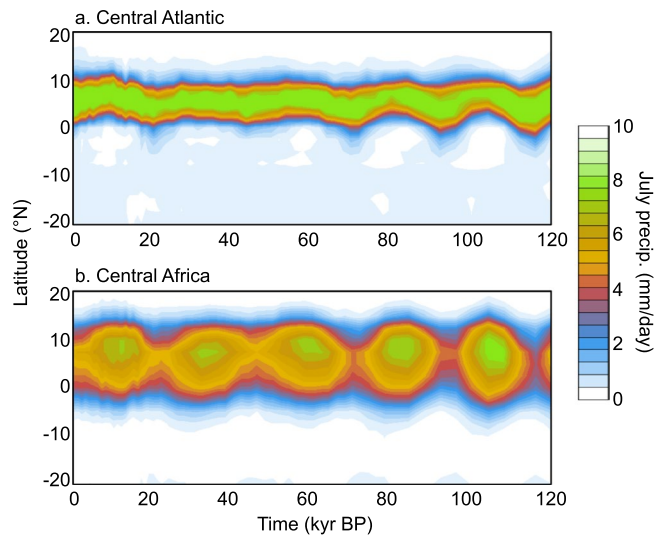 a. Central Atlantic
20
10
0
-10
-20
0 20 40 60 80 100 120
b. Central Africa
20
10
0
-10
-20
0 20 40 60 80 100 120
Time (kyr BP)
Latitude (°N)
10
8
6
4
2
0
July precip. (mm/day)